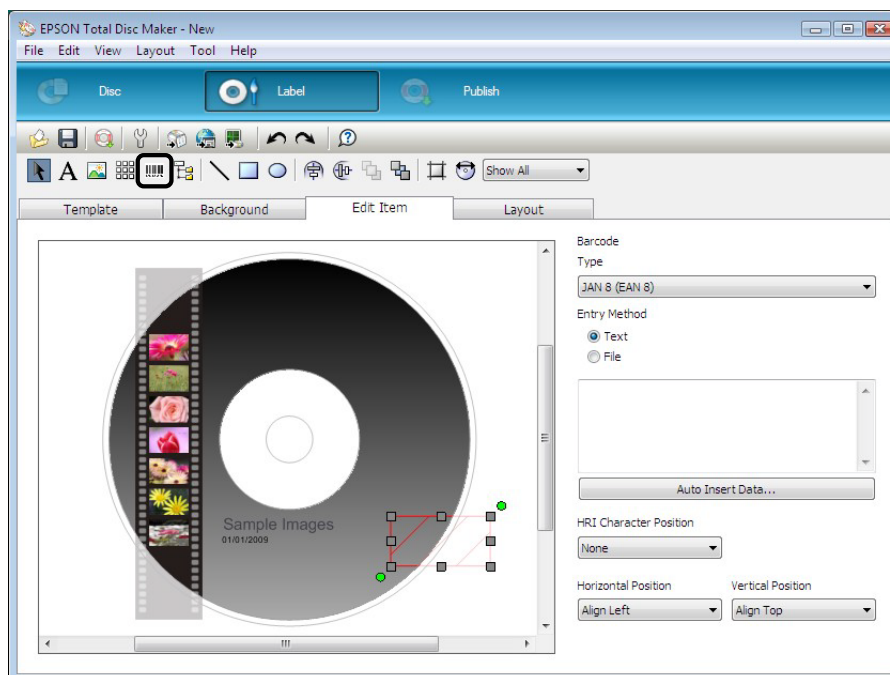 EPSON Total Disc Maker - New
File Edit View Layout Tool Help
Disc Label Publish
A Show All
Template Background Edit Item Layout
Barcode
Type
JAN 8 (EAN 8)
Entry Method
Text
File
Auto Insert Data...
HRI Character Position
None
Horizontal Position Vertical Position
Align Left Align Top
Sample Images
01/01/2009